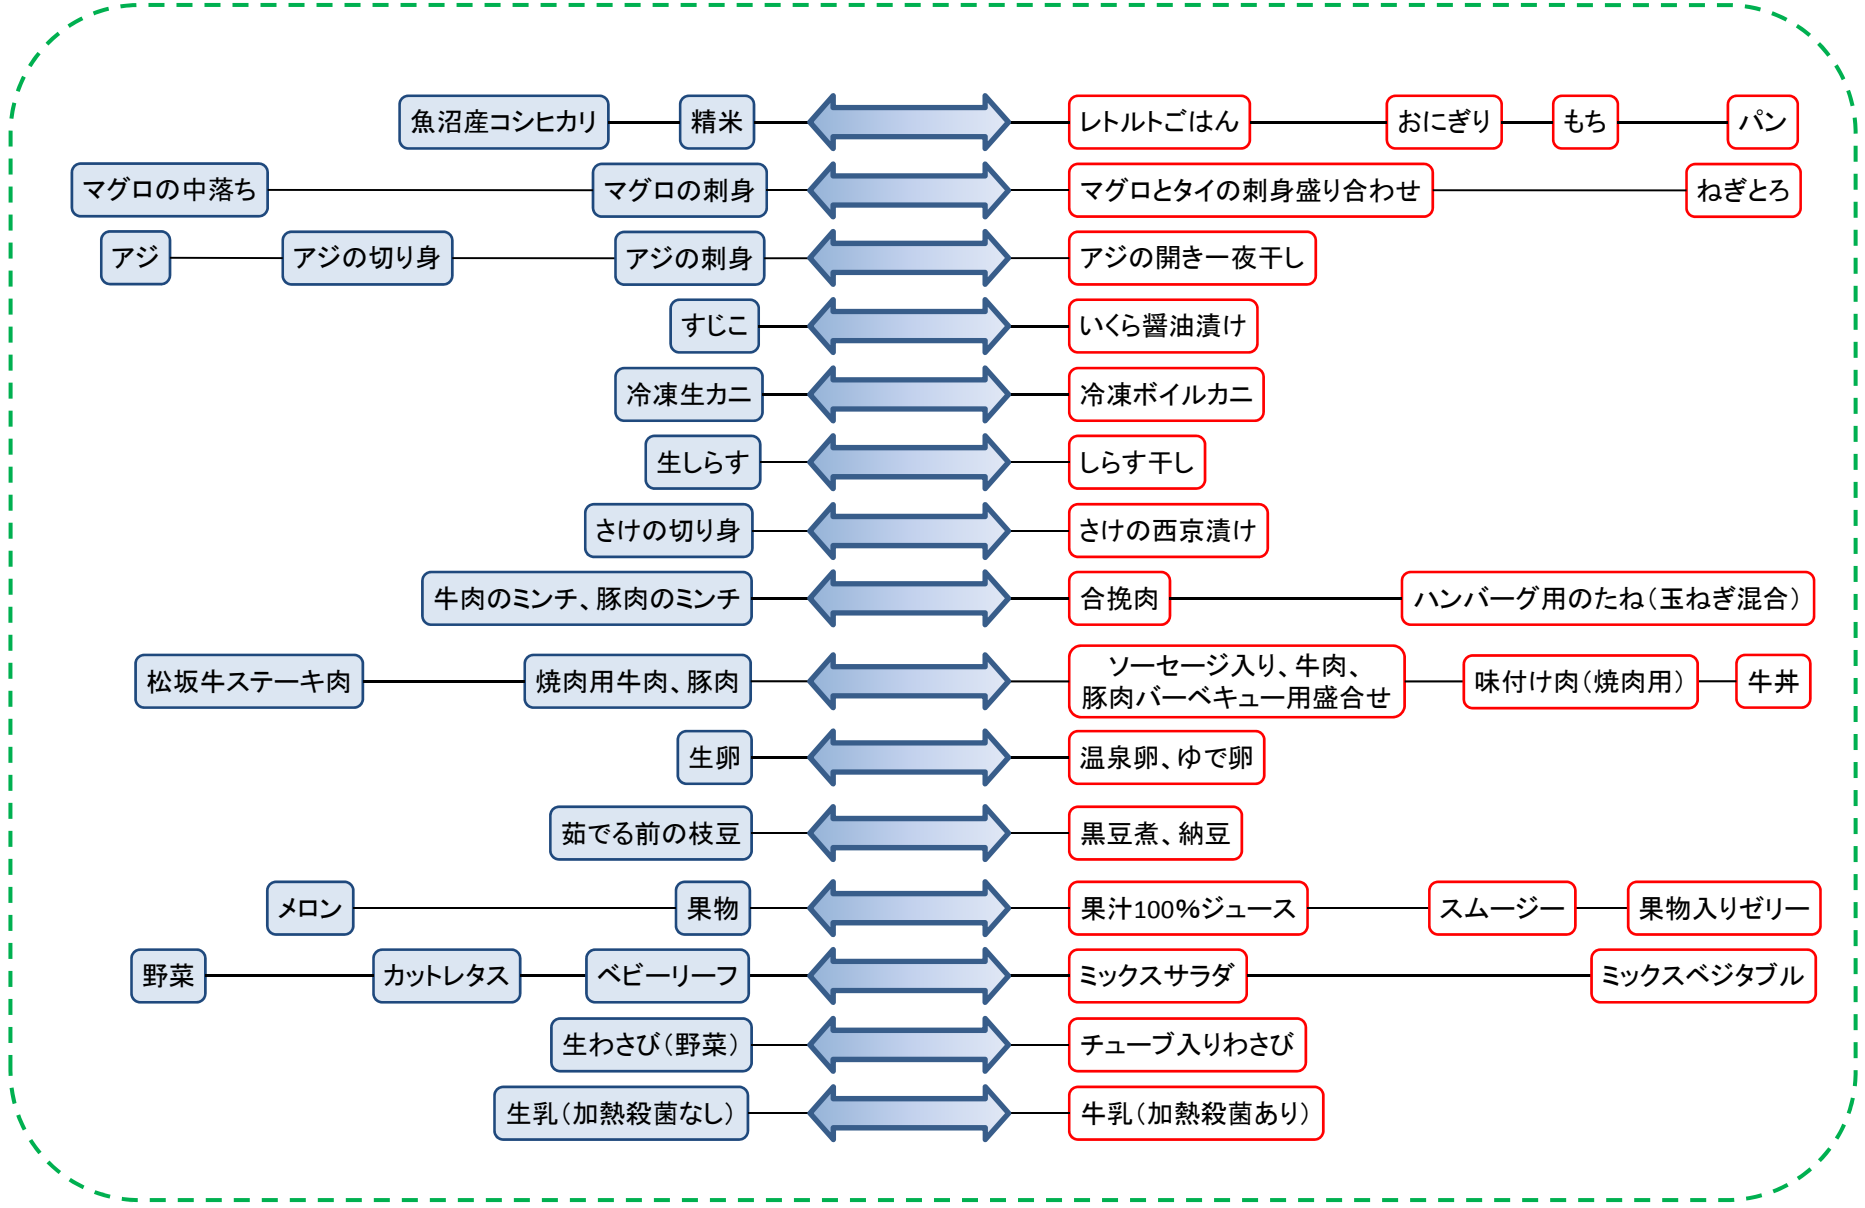 魚沼産コシヒカリ 精米 レトルトごはん おにぎり もち パン
マグロの中落ち マグロの刺身 マグロとタイの刺身盛り合わせ ねぎとろ
アジ アジの切り身 アジの刺身 アジの開き一夜干し
すじこ いくら醤油漬け
冷凍生カニ 冷凍ボイルカニ
生しらす しらす干し
さけの切り身 さけの西京漬け
牛肉のミンチ、豚肉のミンチ 合挽肉 ハンバーグ用のたね（玉ねぎ混合）
松坂牛ステーキ肉 焼肉用牛肉、豚肉 ソーセージ入り、牛肉、
豚肉バーベキュー用盛合せ 味付け肉（焼肉用） 牛丼
生卵 温泉卵、ゆで卵
茹でる前の枝豆 黒豆煮、納豆
メロン 果物 果汁100％ジュース スムージー 果物入りゼリー
野菜 カットレタス ベビーリーフ ミックスサラダ ミックスベジタブル
生わさび（野菜） チューブ入りわさび
生乳（加熱殺菌なし） 牛乳（加熱殺菌あり）